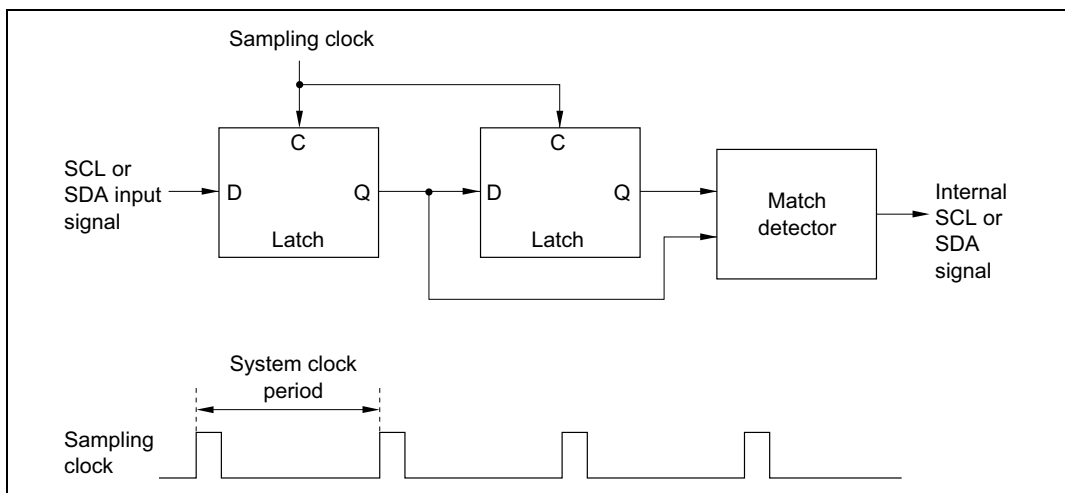 Sampling clock
C
C
SCL or
SDA input
signal
D
Q
D
Q
Latch
Latch
Match
detector
Internal
SCL or
SDA
signal
System clock
period
Sampling
clock